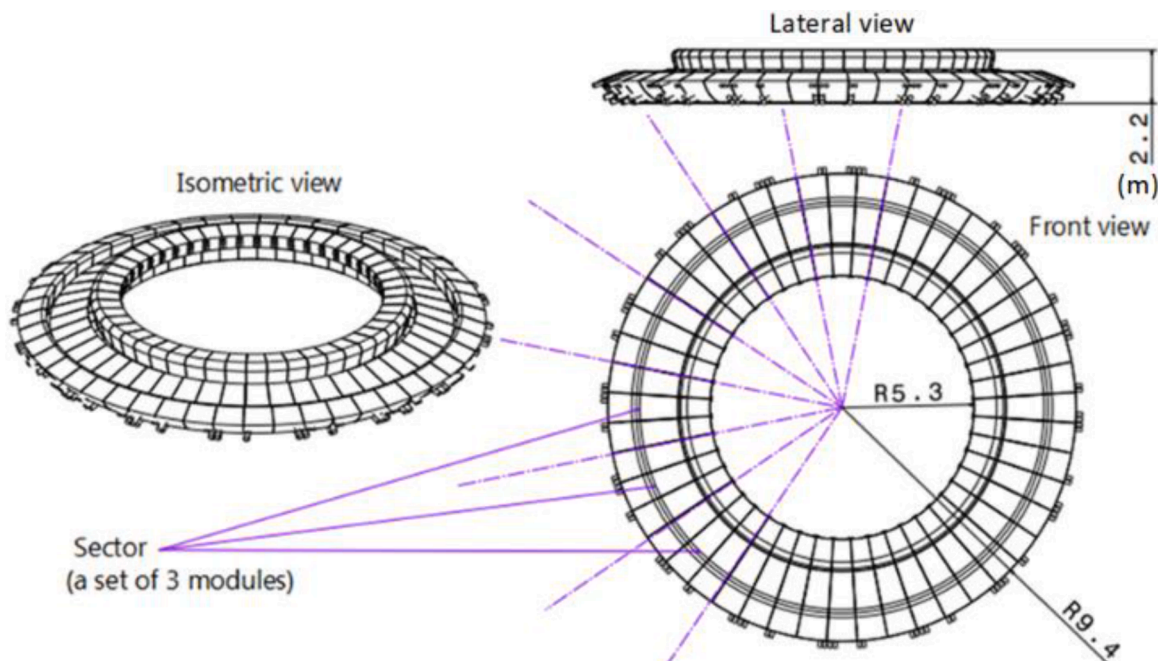 Lateral view
2.2
(m)
Isometric view
Front view
R5.3
Sector
(a set of 3 modules)
R9.4